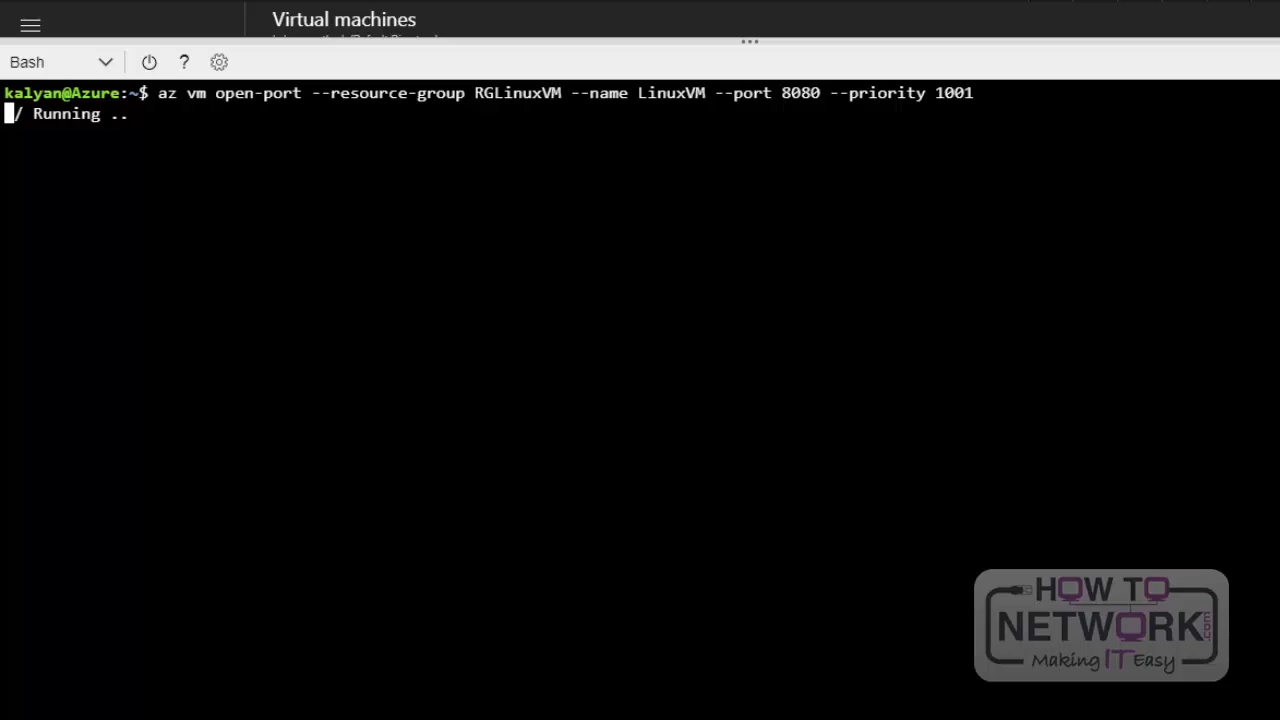 Virtual machines
Bash
?
kalyan@Azure:~$ az vm open-port --resource-group RGLinuxVM --name LinuxVM --port 8080 --priority 1001
/ Running ..
HOW TO
NETWORK.com
Making IT Easy